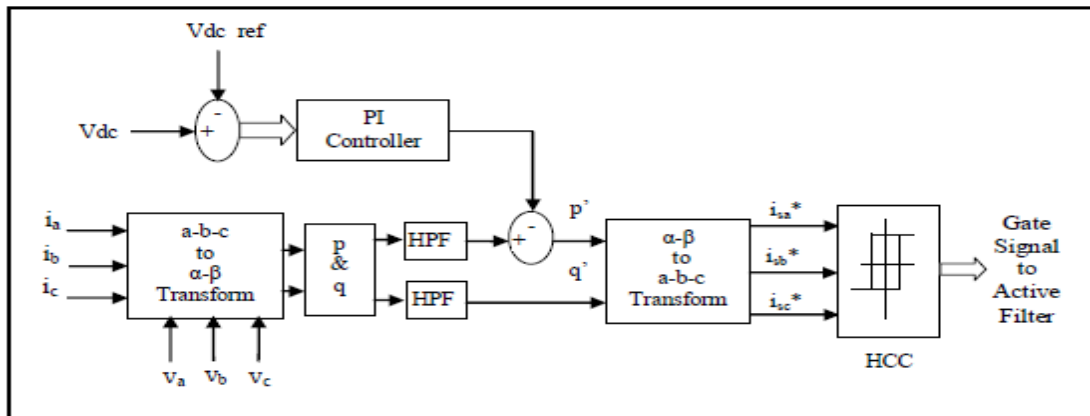 Vdc ref
-
+
Vdc
PI
Controller
i_a
i_b
i_c
a-b-c
to
α-β
Transform
v_a
v_b
v_c
p
&
q
HPF
HPF
-
+
p’
q’
α-β
to
a-b-c
Transform
i_sa*
i_sb*
i_sc*
HCC
Gate
Signal
to
Active
Filter